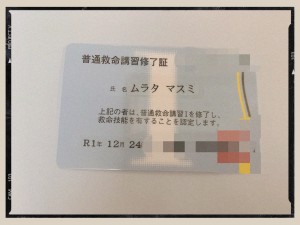 普通救命講習修了証
氏名 ムラタ マスミ
上記の者は、普通救命講習Ⅰを修了し、
救命技能を有することを認定します。
R1年 12月 24